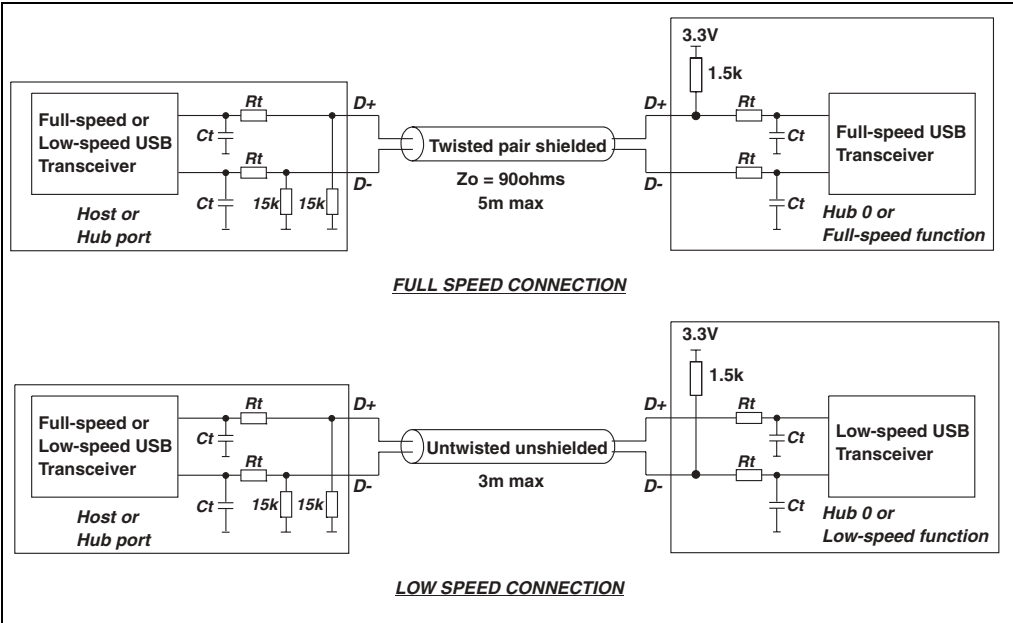 3.3V
1.5k
Rt
D+
D+
Rt
Full-speed or
Low-speed USB
Transceiver
Ct
Twisted pair shielded
Ct
Full-speed USB
Transceiver
Rt
D-
Zo = 90ohms
5m max
D-
Rt
Ct
15k
15k
Ct
Host or
Hub port
Hub 0 or
Full-speed function
FULL SPEED CONNECTION
3.3V
1.5k
Rt
D+
D+
Rt
Full-speed or
Low-speed USB
Transceiver
Ct
Untwisted unshielded
Ct
Low-speed USB
Transceiver
Rt
D-
3m max
D-
Rt
Ct
15k
15k
Ct
Host or
Hub port
Hub 0 or
Low-speed function
LOW SPEED CONNECTION